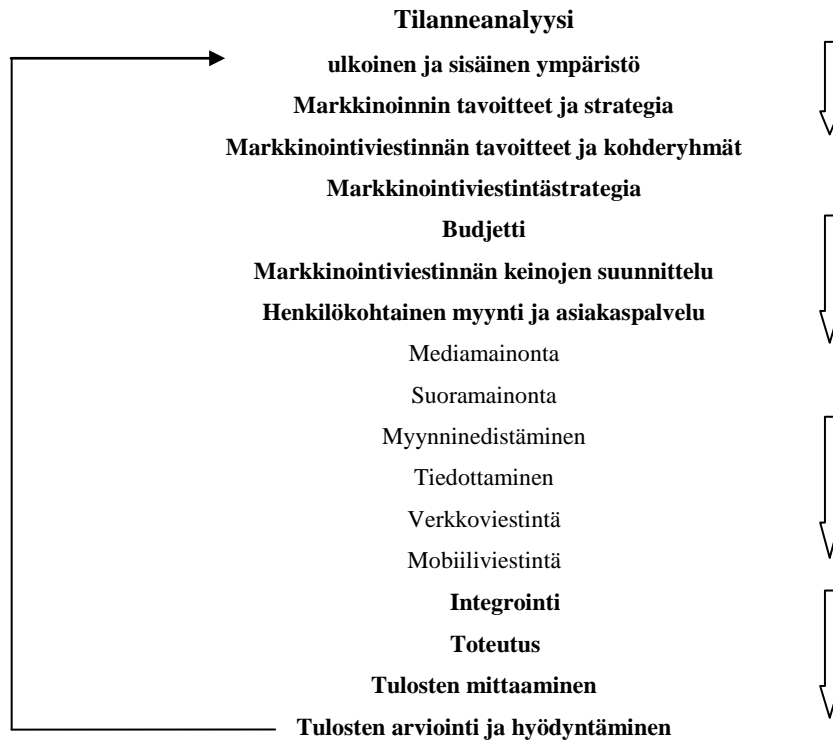 Tilanneanalyysi
ulkoinen ja sisäinen ympäristö
Markkinoinnin tavoitteet ja strategia
Markkinointiviestinnän tavoitteet ja kohderyhmät
Markkinointiviestintästrategia
Budjetti
Markkinointiviestinnän keinojen suunnittelu
Henkilökohtainen myynti ja asiakaspalvelu
Mediamainonta
Suoramainonta
Myynninedistäminen
Tiedottaminen
Verkkoviestintä
Mobiiliviestintä
Integrointi
Toteutus
Tulosten mittaaminen
Tulosten arviointi ja hyödyntäminen